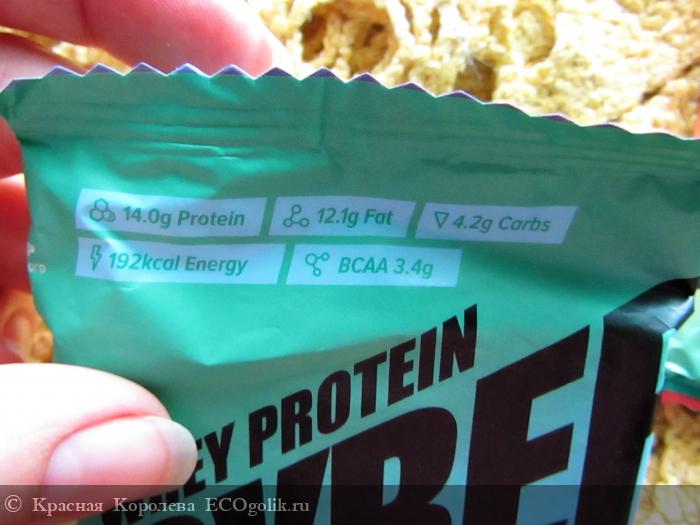 14.0g Protein 12.1g Fat 4.2g Carbs
192kcal Energy BCAA 3.4g
PROTEIN
© Красная Королева ECOgolik.ru